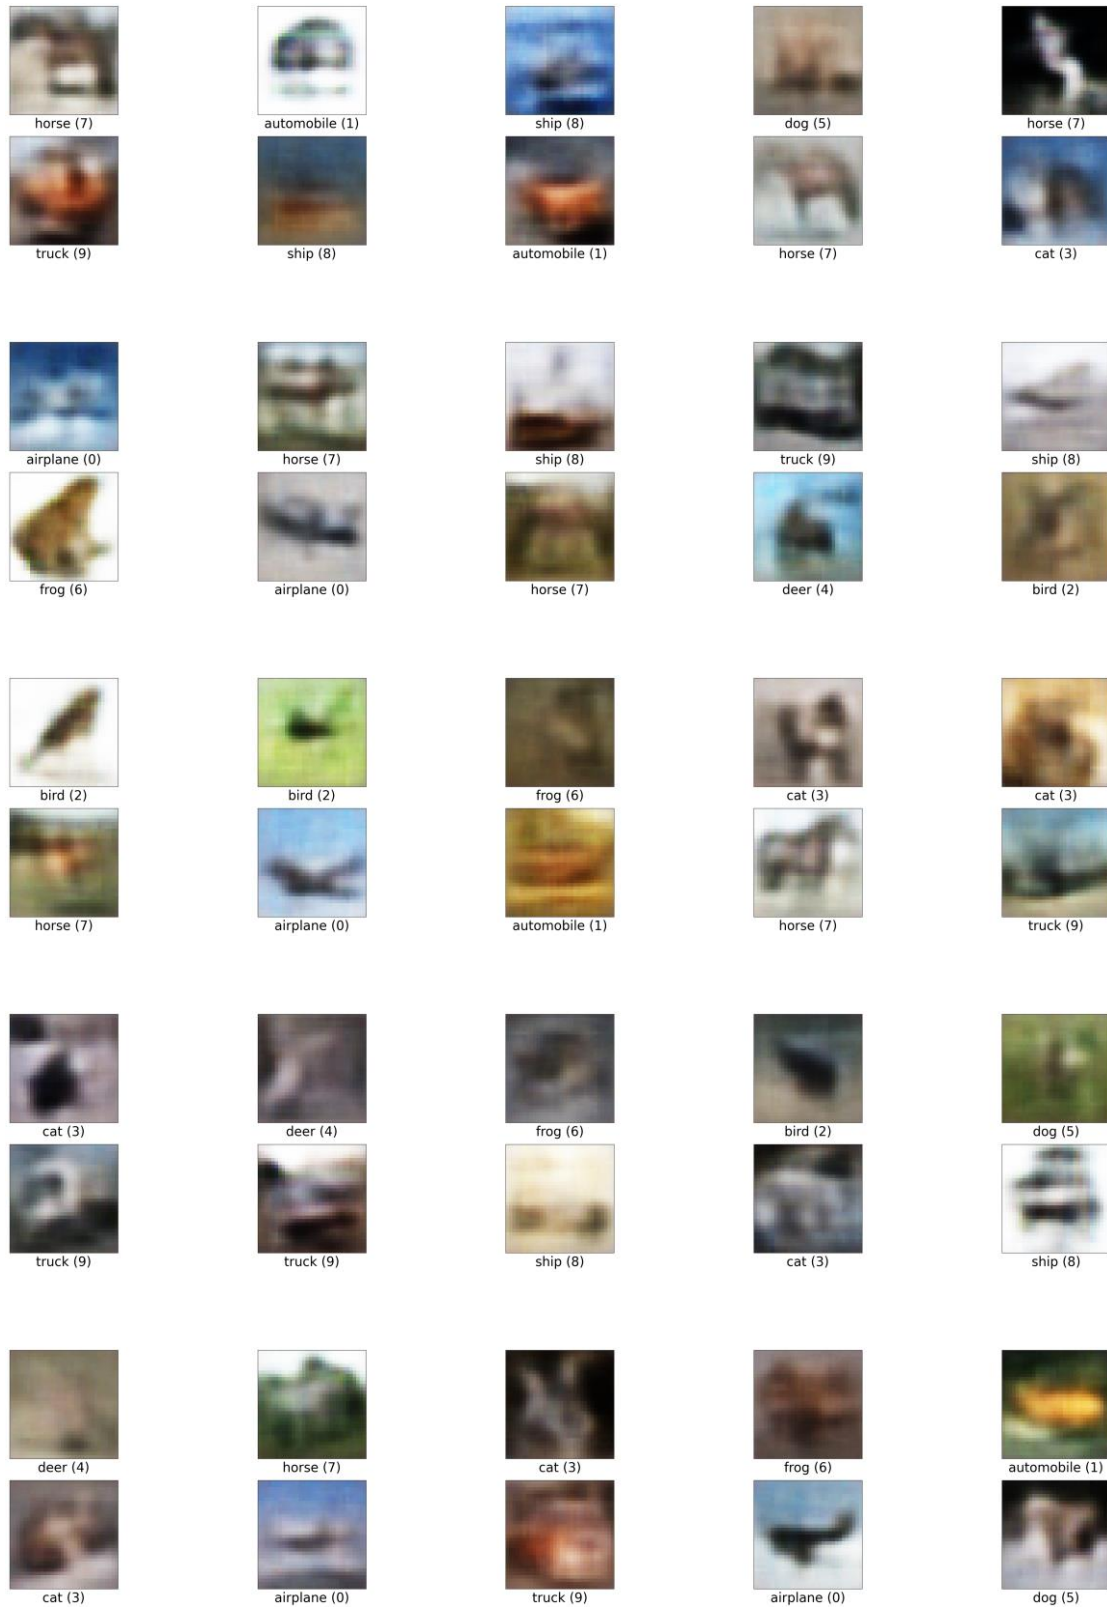 horse (7) automobile (1) ship (8) dog (5) horse (7)
truck (9) ship (8) automobile (1) horse (7) cat (3)
airplane (0) horse (7) ship (8) truck (9) ship (8)
frog (6) airplane (0) horse (7) deer (4) bird (2)
bird (2) bird (2) frog (6) cat (3) cat (3)
horse (7) airplane (0) automobile (1) horse (7) truck (9)
cat (3) deer (4) frog (6) bird (2) dog (5)
truck (9) truck (9) ship (8) cat (3) ship (8)
deer (4) horse (7) cat (3) frog (6) automobile (1)
cat (3) airplane (0) truck (9) airplane (0) dog (5)